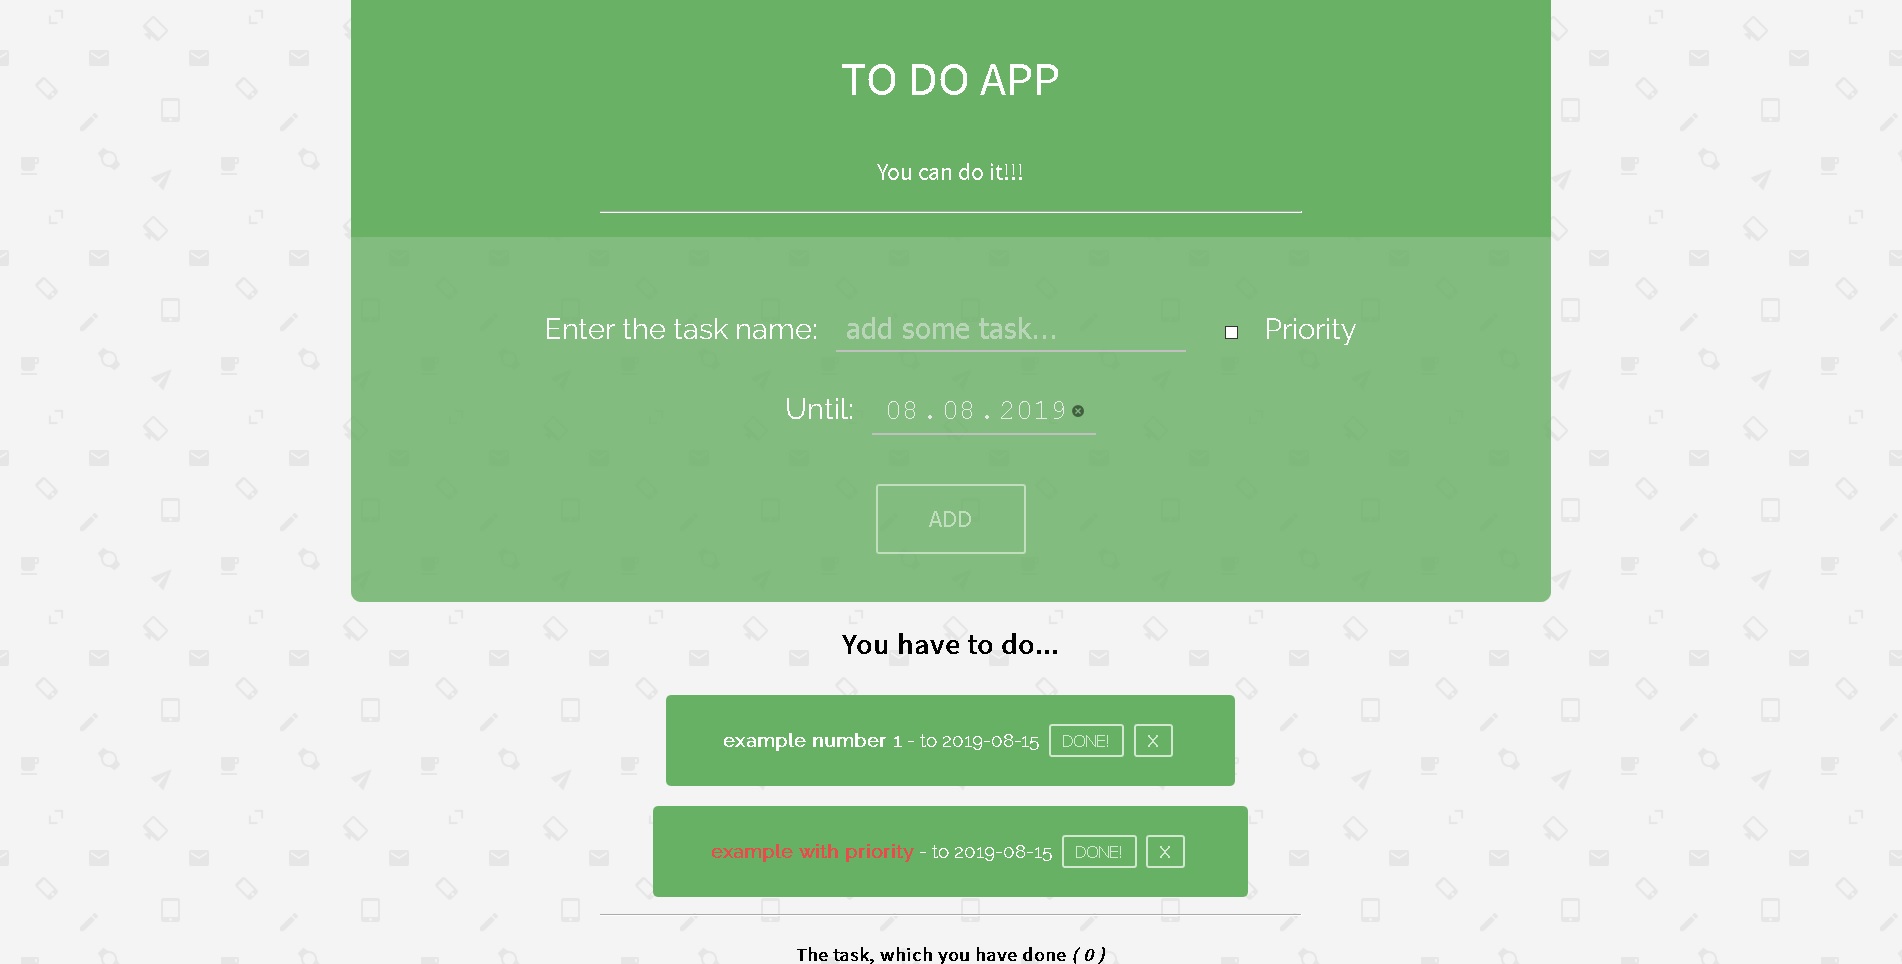 TO DO APP
You can do it!!!
Enter the task name: add some task... Priority
Until: 08.08.2019
ADD
You have to do...
example number 1 - to 2019-08-15 DONE! X
example with priority - to 2019-08-15 DONE! X
The task, which you have done ( 0 )